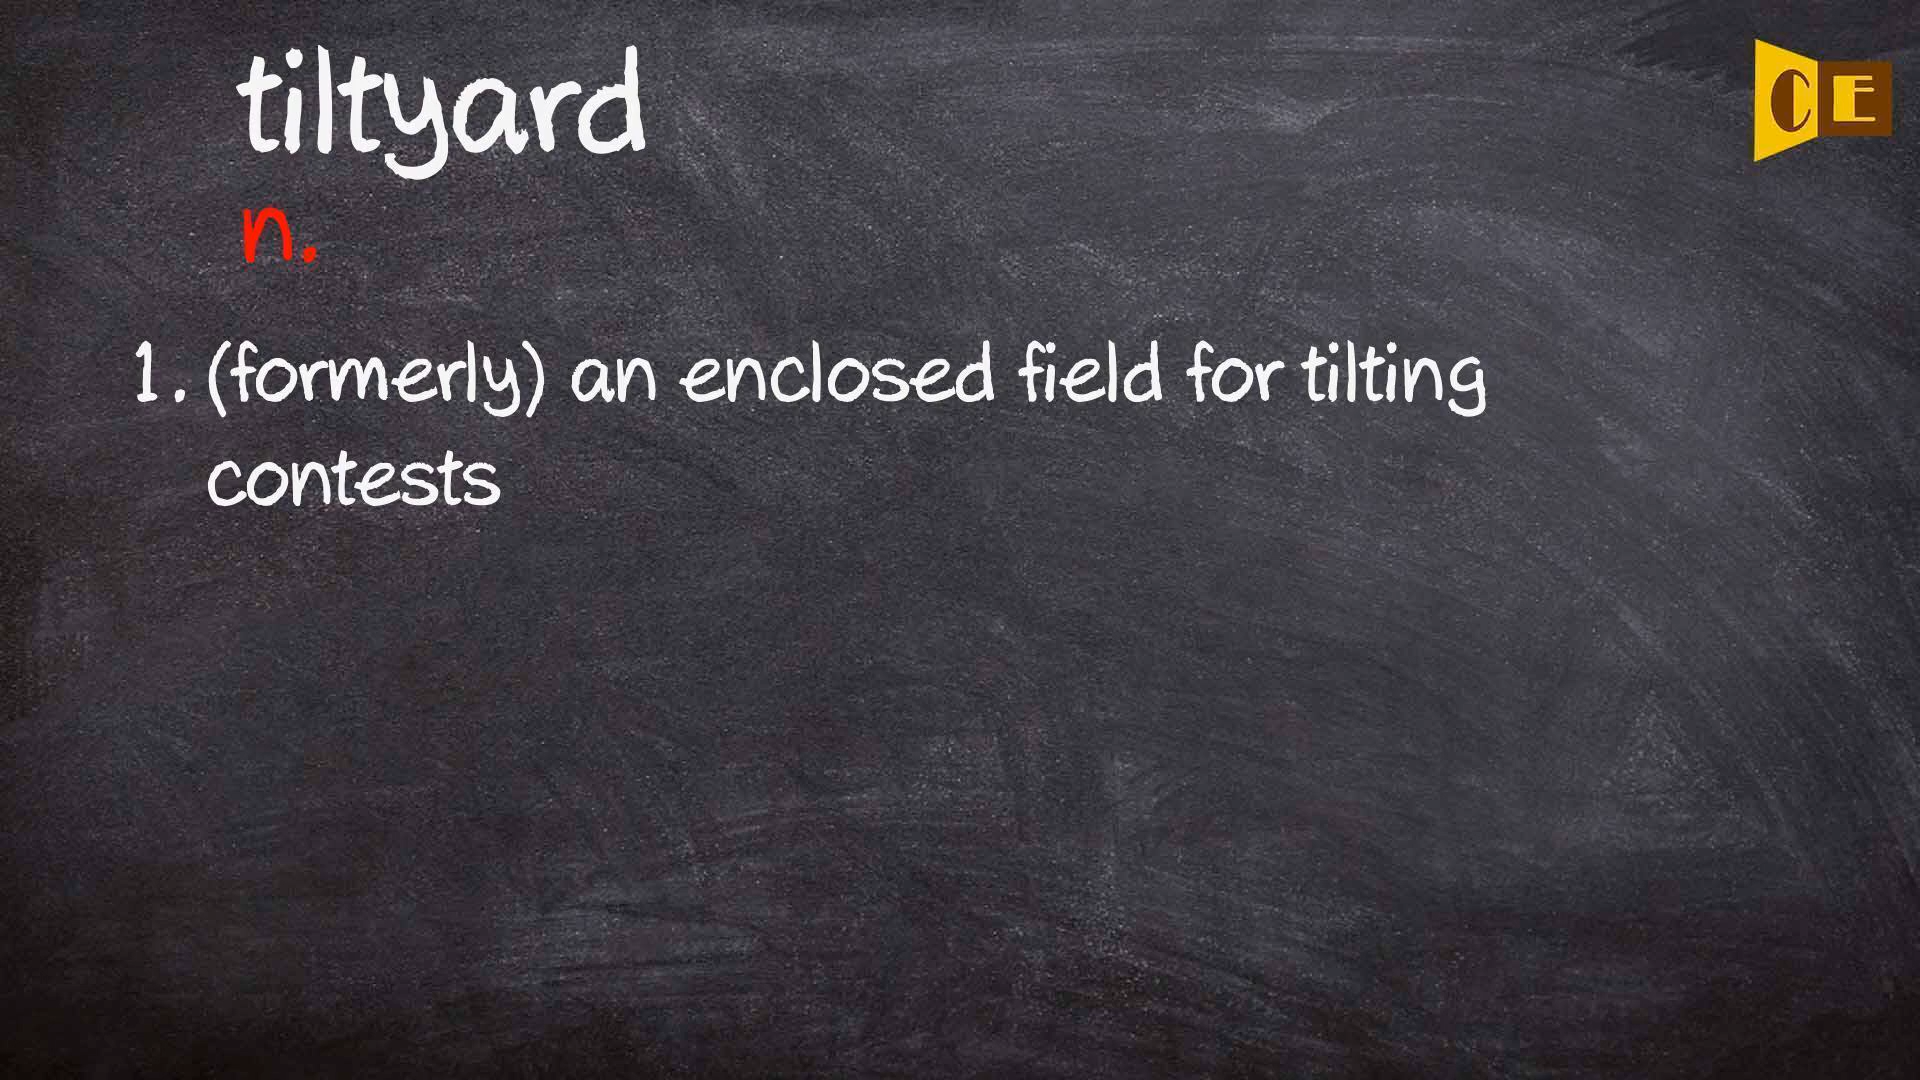 tiltyard
CE
n.
1. (formerly) an enclosed field for tilting
contests